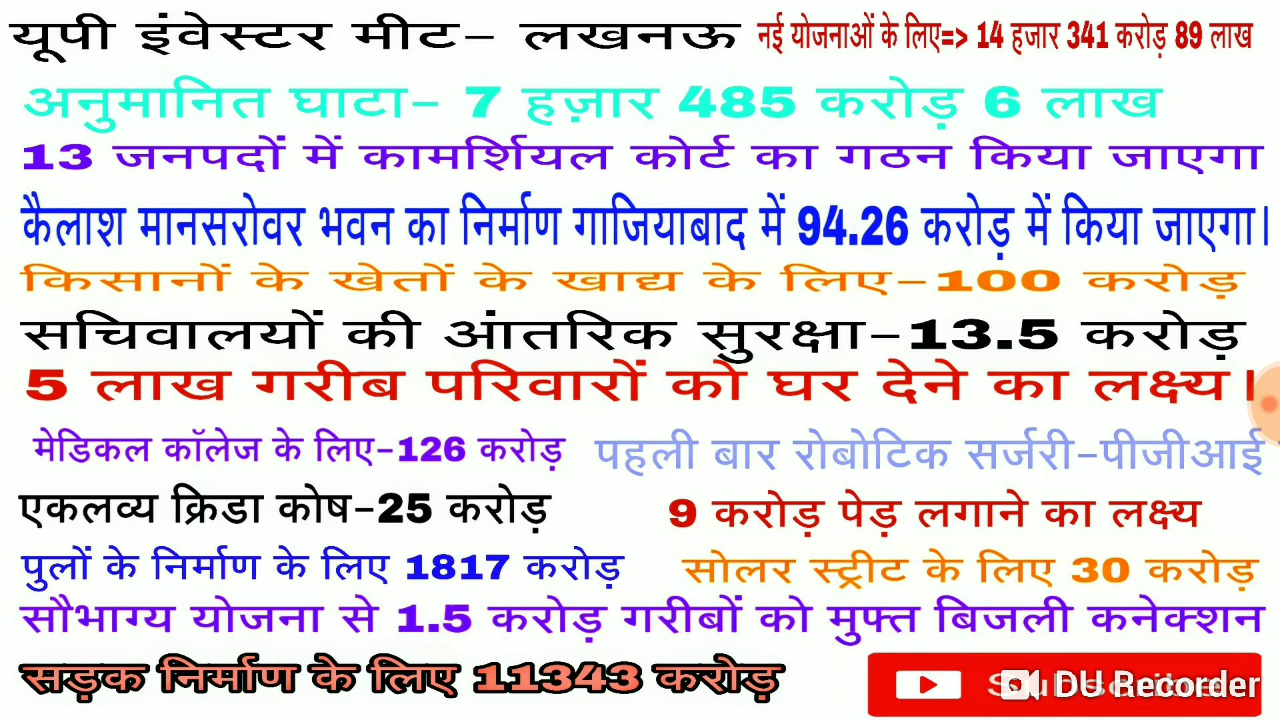 यूपी इंवेस्टर मीट- लखनऊ नई योजनाओं के लिए=> 14 हजार 341 करोड़ 89 लाख
अनुमानित घाटा- 7 हज़ार 485 करोड़ 6 लाख
13 जनपदों में कामर्शियल कोर्ट का गठन किया जाएगा
कैलाश मानसरोवर भवन का निर्माण गाजियाबाद में 94.26 करोड़ में किया जाएगा।
किसानों के खेतों के खाद्य के लिए-100 करोड़
सचिवालयों की आंतरिक सुरक्षा-13.5 करोड़
5 लाख गरीब परिवारों को घर देने का लक्ष्य।
मेडिकल कॉलेज के लिए-126 करोड़ पहली बार रोबोटिक सर्जरी-पीजीआई
एकलव्य क्रिडा कोष-25 करोड़ 9 करोड़ पेड़ लगाने का लक्ष्य
पुलों के निर्माण के लिए 1817 करोड़ सोलर स्ट्रीट के लिए 30 करोड़
सौभाग्य योजना से 1.5 करोड़ गरीबों को मुफ्त बिजली कनेक्शन
सड़क निर्माण के लिए 11343 करोड़ Subscribe DU Recorder